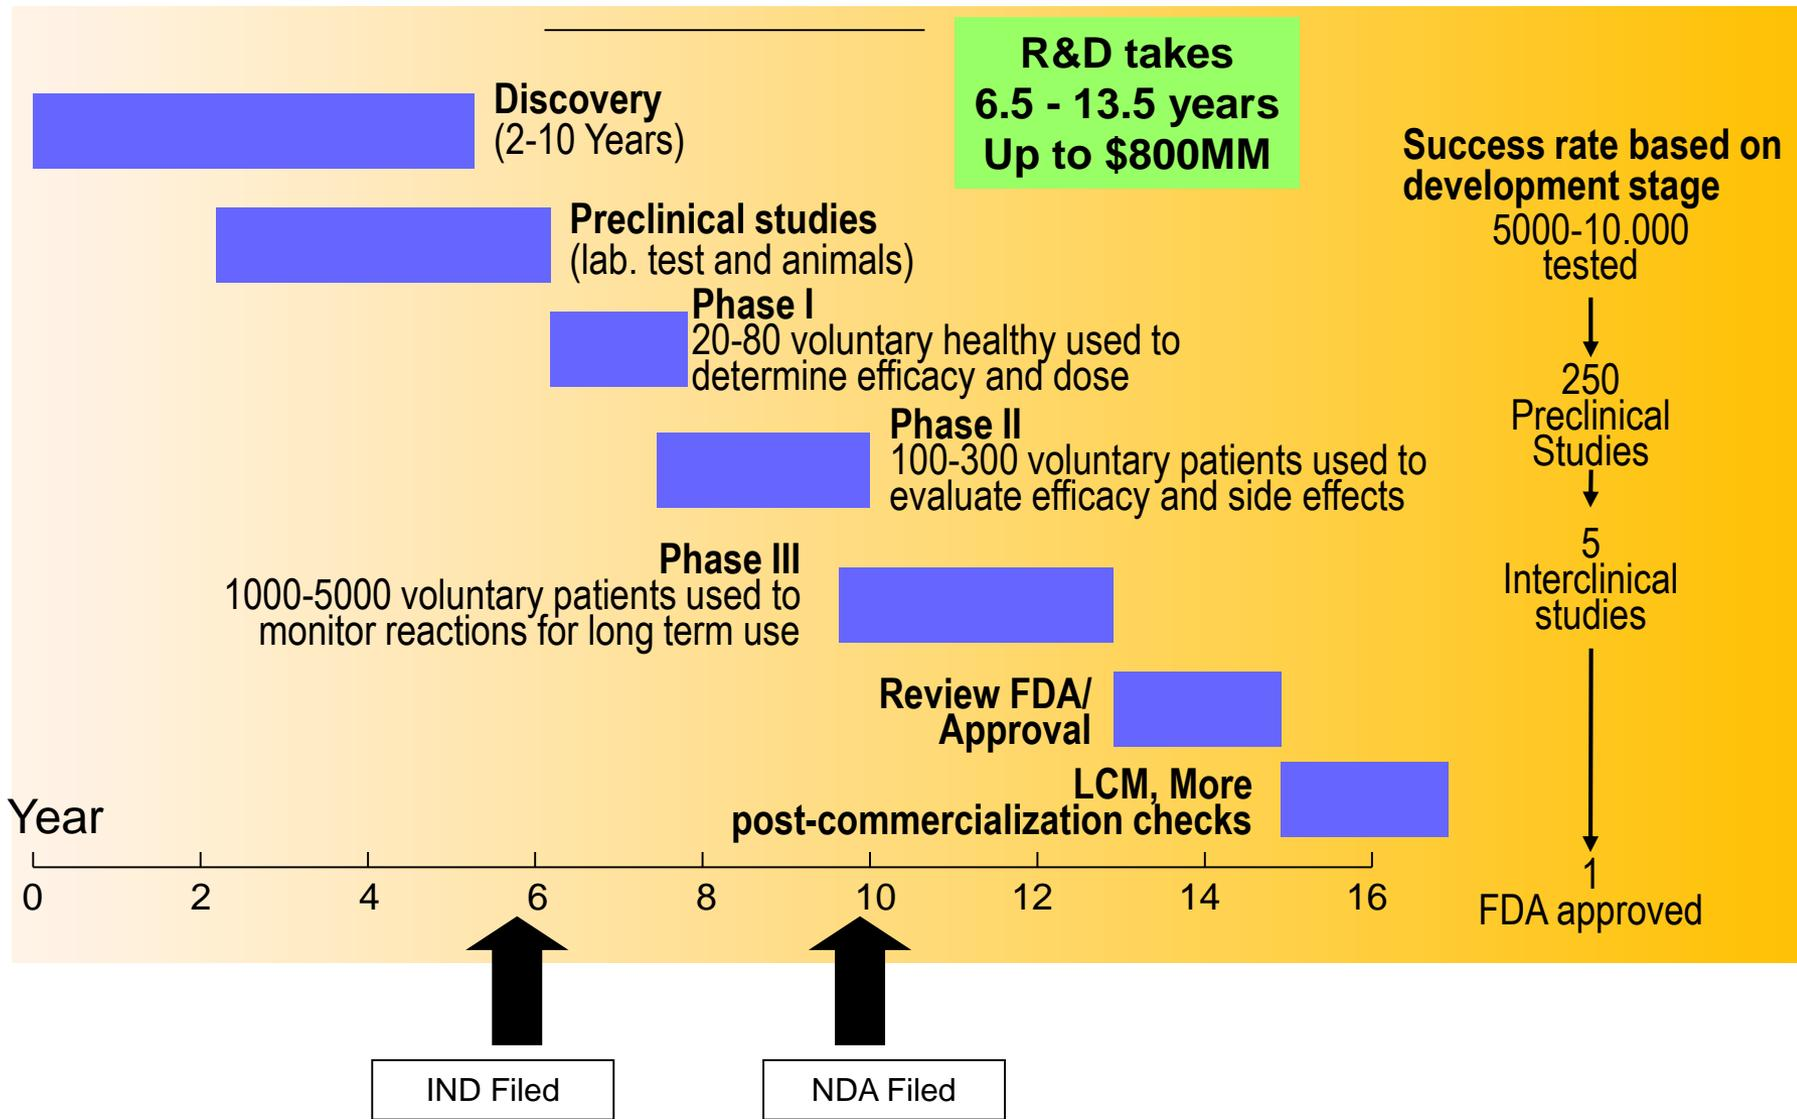 R&D takes
6.5 - 13.5 years
Up to $800MM
Discovery
(2-10 Years)
Success rate based on
development stage
5000-10.000
tested
Preclinical studies
(lab. test and animals)
Phase I
20-80 voluntary healthy used to
determine efficacy and dose
250
Preclinical
Studies
Phase II
100-300 voluntary patients used to
evaluate efficacy and side effects
5
Interclinical
studies
Phase III
1000-5000 voluntary patients used to
monitor reactions for long term use
Review FDA/
Approval
LCM, More
post-commercialization checks
Year
0 2 4 6 8 10 12 14 16
1
FDA approved
IND Filed
NDA Filed